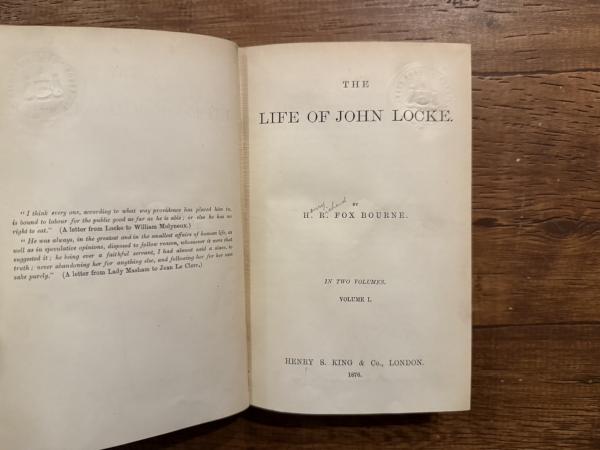 "I think every one, according to what way providence has placed him in,
is bound to labour for the public good as far as he is able; or else he has no
right to eat." (A letter from Locke to William Molyneux.)
"He was always, in the greatest and in the smallest affairs of human life, as
well as in speculative opinions, disposed to follow reason, whosoever it were that
suggested it; he being ever a faithful servant, I had almost said a slave, to
truth; never abandoning her for anything else, and following her for her own
sake purely." (A letter from Lady Masham to Jean Le Clerc.)
THE
LIFE OF JOHN LOCKE.
BY
enry ichard
H. R. FOX BOURNE.
IN TWO VOLUMES.
VOLUME I.
HENRY S. KING & Co., LONDON.
1876.